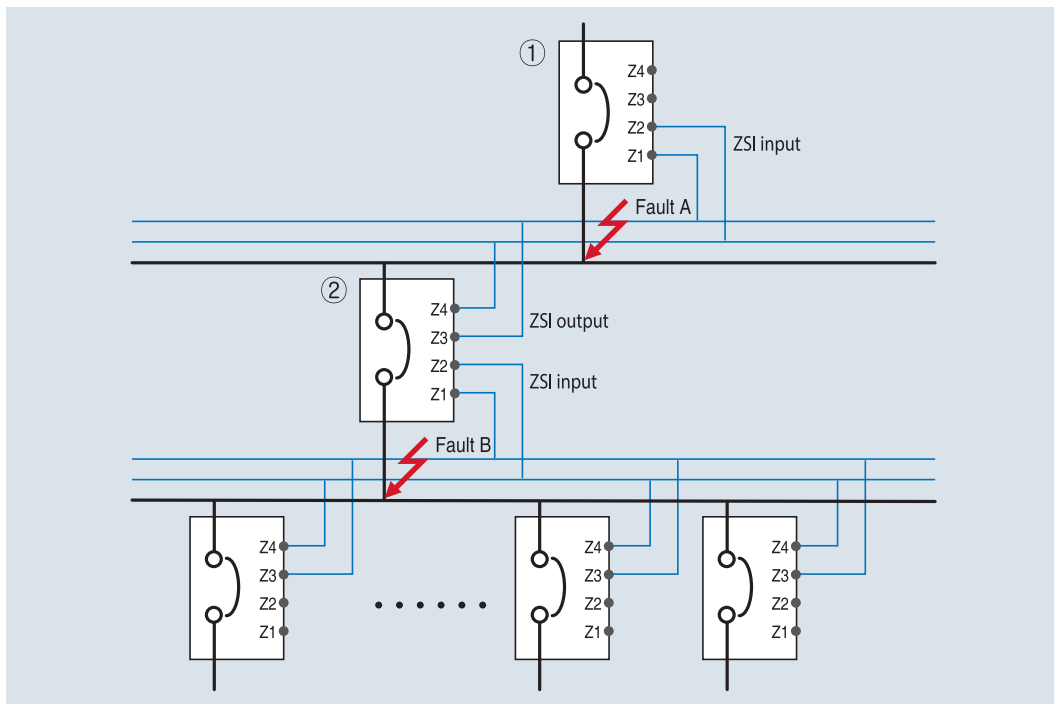 ①
Z4
Z3
Z2
Z1
ZSI input
Fault A
②
Z4
Z3
Z2
Z1
ZSI output
ZSI input
Fault B
Z4
Z3
Z2
Z1
Z4
Z3
Z2
Z1
Z4
Z3
Z2
Z1